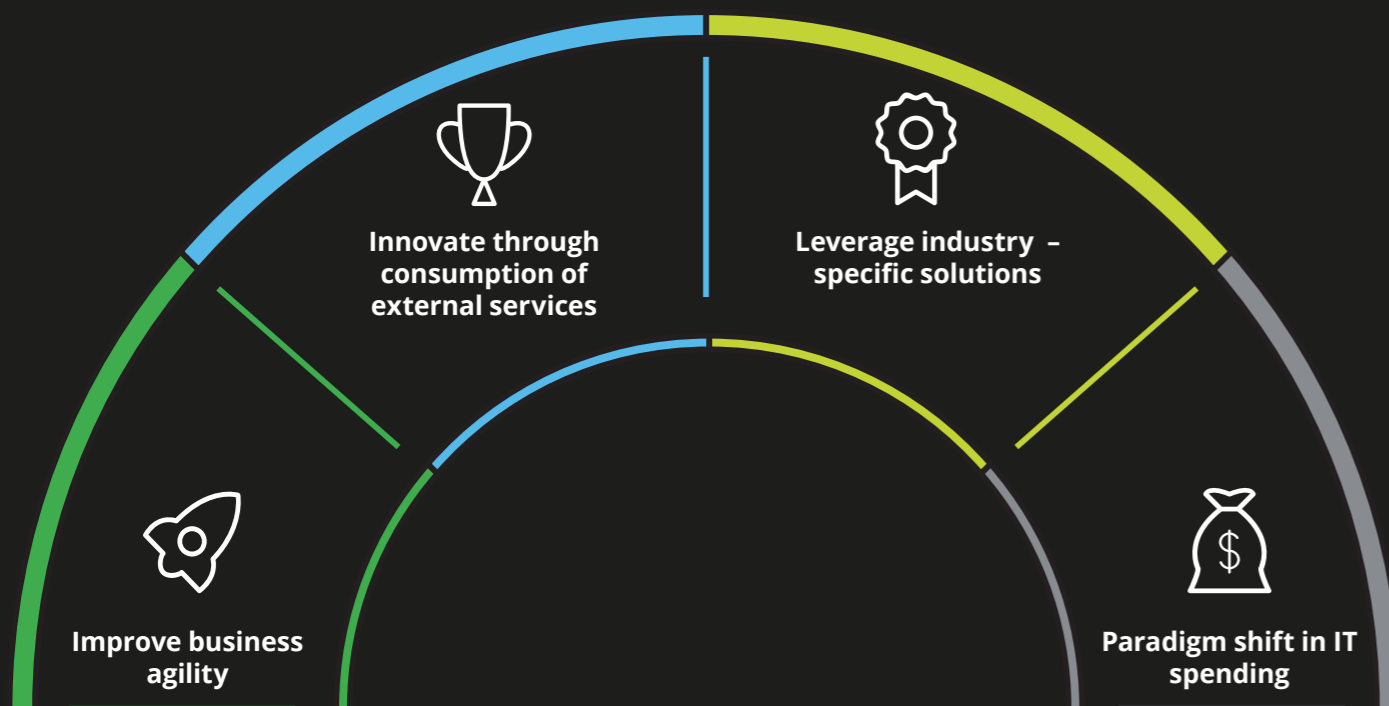 Innovate through
consumption of
external services
Leverage industry –
specific solutions
$
Improve business
agility
Paradigm shift in IT
spending